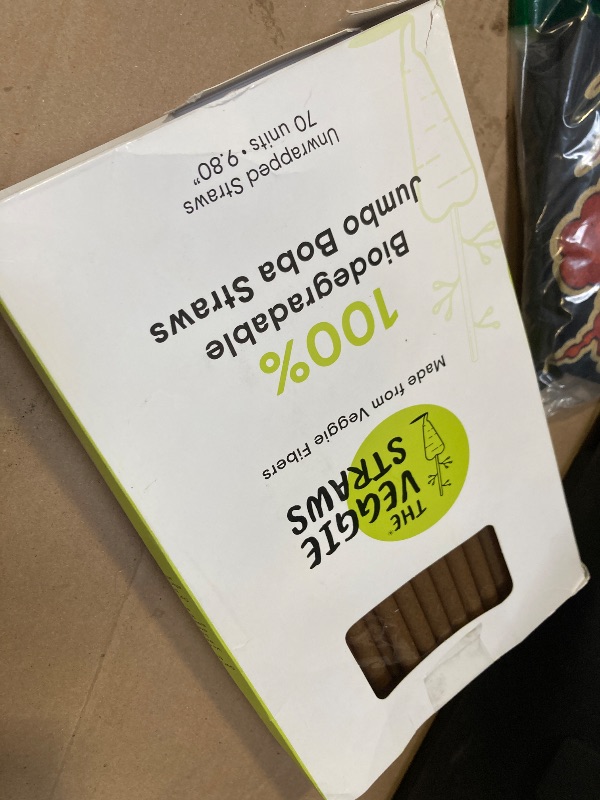 THE
VEGGIE
STRAWS
Made from Veggie Fibers
100%
Biodegradable
Jumbo Boba Straws
70 units • 9.80"
Unwrapped Straws